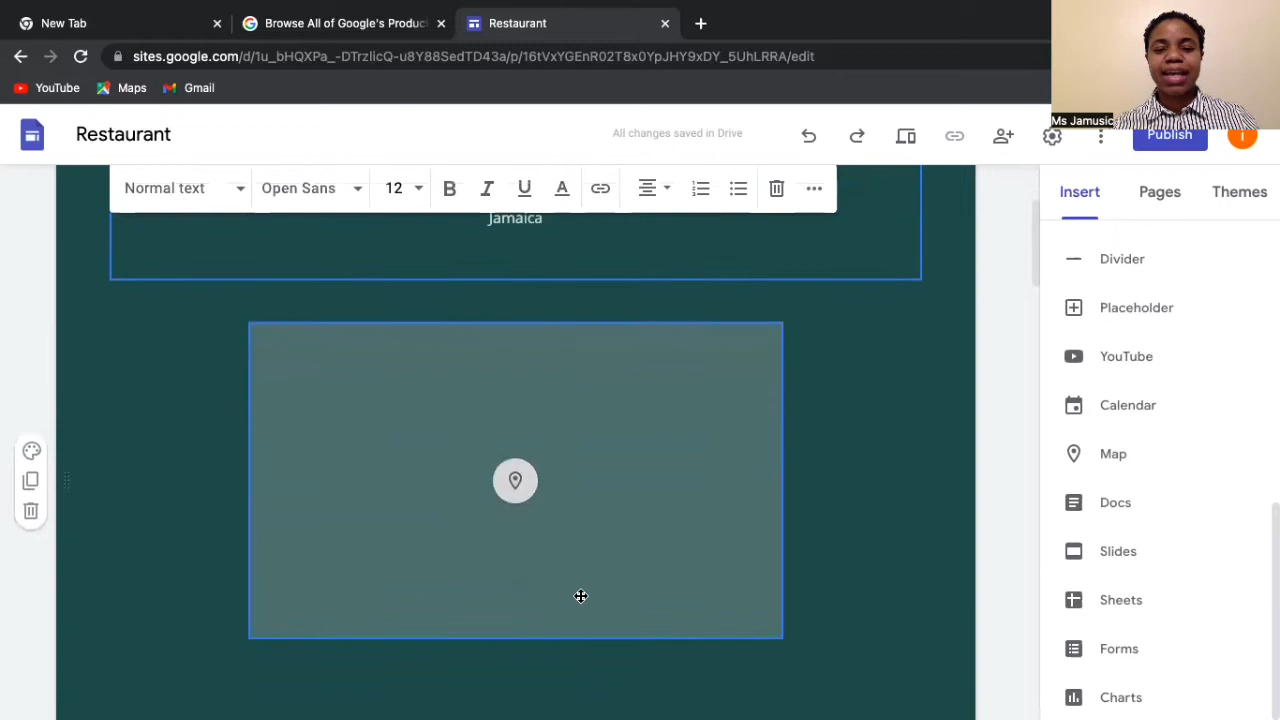 New Tab
Browse All of Google's Produc
Restaurant
sites.google.com/d/1u_bHQXPa_-DTrzlicQ-u8Y88SedTD43a/p/16tVxYGEnR02T8x0YpJHY9xDY_5UhLRRA/edit
YouTube
Maps
Gmail
Ms Jamusic
Restaurant
All changes saved in Drive
Publish
Normal text
Open Sans
12
B
I
U
A
Insert
Pages
Themes
Jamaica
Divider
Placeholder
YouTube
Calendar
Map
Docs
Slides
Sheets
Forms
Charts